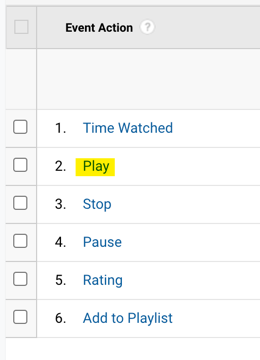 Event Action ?
1. Time Watched
2. Play
3. Stop
4. Pause
5. Rating
6. Add to Playlist